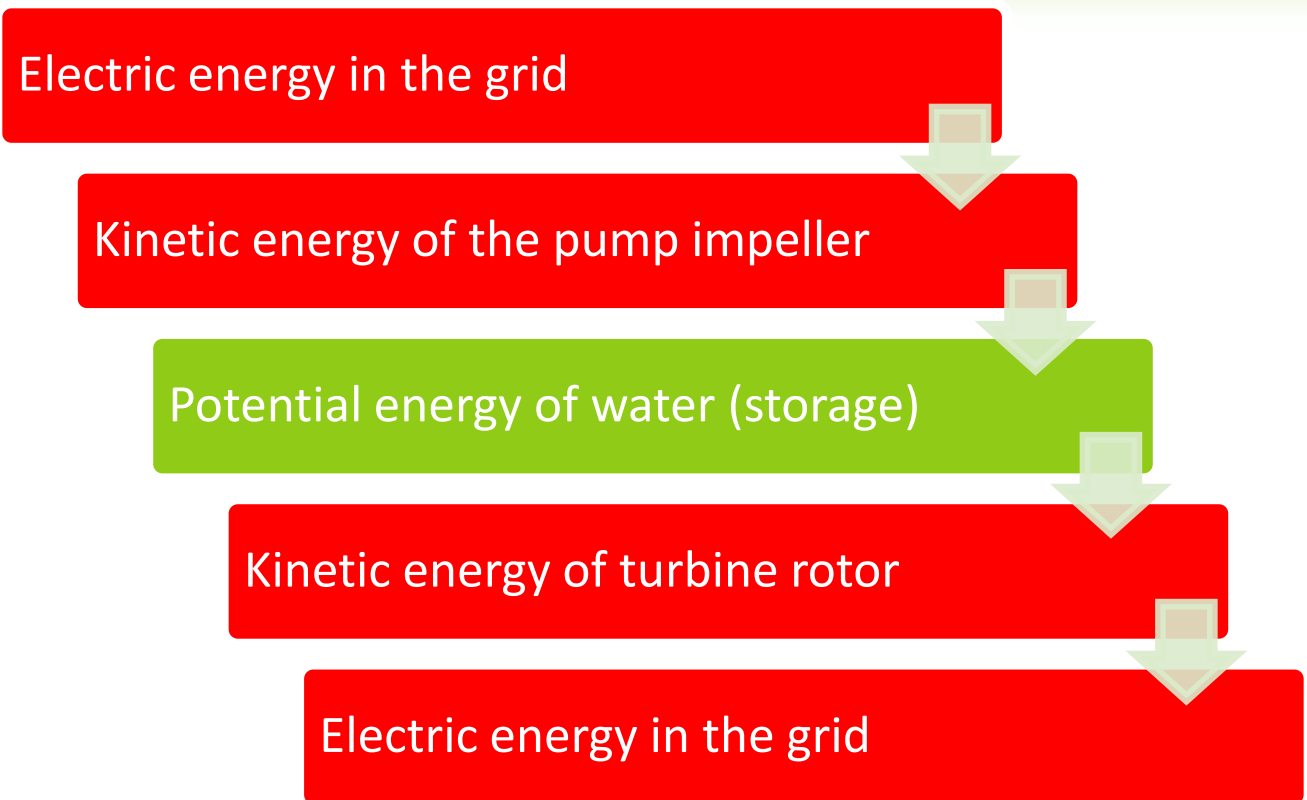 Electric energy in the grid
Kinetic energy of the pump impeller
Potential energy of water (storage)
Kinetic energy of turbine rotor
Electric energy in the grid